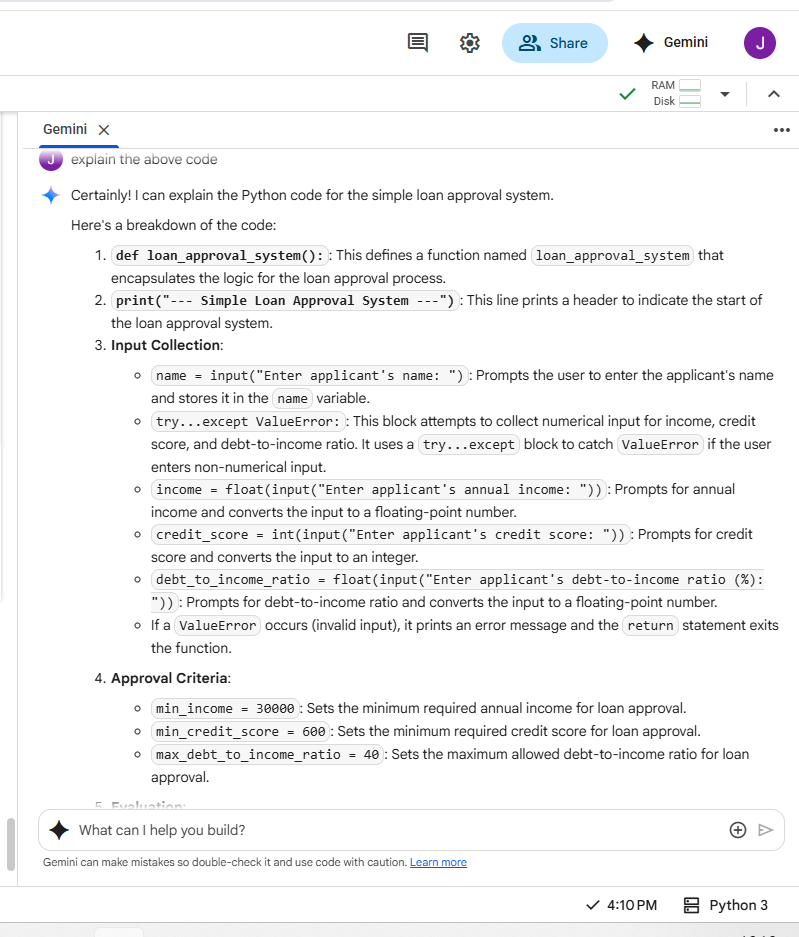 Share
Gemini
J
RAM
Disk
Gemini
J explain the above code
Certainly! I can explain the Python code for the simple loan approval system.
Here's a breakdown of the code:
1. def loan_approval_system():: This defines a function named loan_approval_system that
encapsulates the logic for the loan approval process.
2. print("--- Simple Loan Approval System ---"): This line prints a header to indicate the start of
the loan approval system.
3. Input Collection:
name = input("Enter applicant's name: "): Prompts the user to enter the applicant's name
and stores it in the name variable.
try...except ValueError:: This block attempts to collect numerical input for income, credit
score, and debt-to-income ratio. It uses a try...except block to catch ValueError if the user
enters non-numerical input.
income = float(input("Enter applicant's annual income: ")): Prompts for annual
income and converts the input to a floating-point number.
credit_score = int(input("Enter applicant's credit score: ")): Prompts for credit
score and converts the input to an integer.
debt_to_income_ratio = float(input("Enter applicant's debt-to-income ratio (%):
")): Prompts for debt-to-income ratio and converts the input to a floating-point number.
If a ValueError occurs (invalid input), it prints an error message and the return statement exits
the function.
4. Approval Criteria:
min_income = 30000: Sets the minimum required annual income for loan approval.
min_credit_score = 600: Sets the minimum required credit score for loan approval.
max_debt_to_income_ratio = 40: Sets the maximum allowed debt-to-income ratio for loan
approval.
5. Evaluation:
What can I help you build?
Gemini can make mistakes so double-check it and use code with caution. Learn more
4:10 PM
Python 3